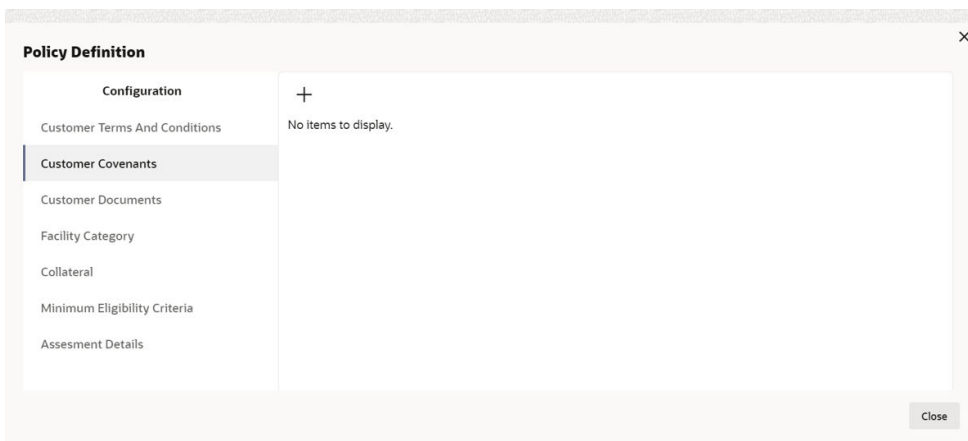 Policy Definition
Configuration
Customer Terms And Conditions
Customer Covenants
Customer Documents
Facility Category
Collateral
Minimum Eligibility Criteria
Assesment Details
No items to display.
Close